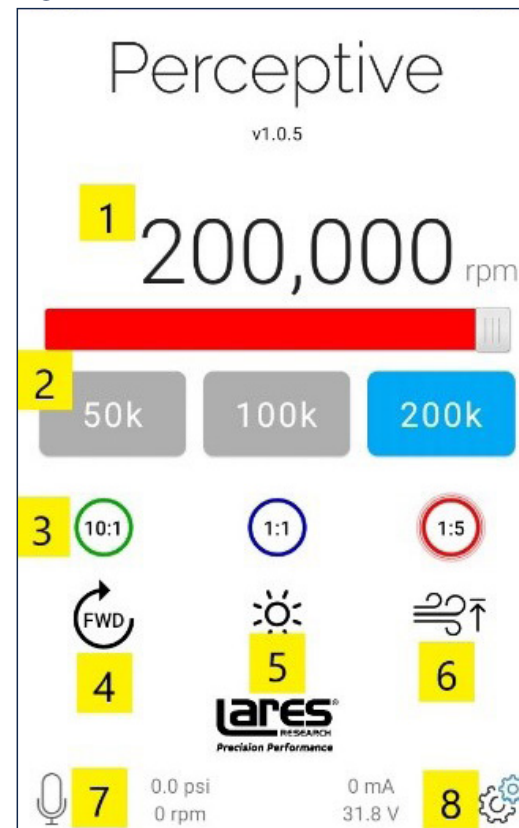 Perceptive
v1.0.5
1
200,000 rpm
2
50k 100k 200k
3 10:1 1:1 1:5
FWD
4 5 6
Lares®
RESEARCH
Precision Performance
7 0.0 psi 0 mA 8
0 rpm 31.8 V